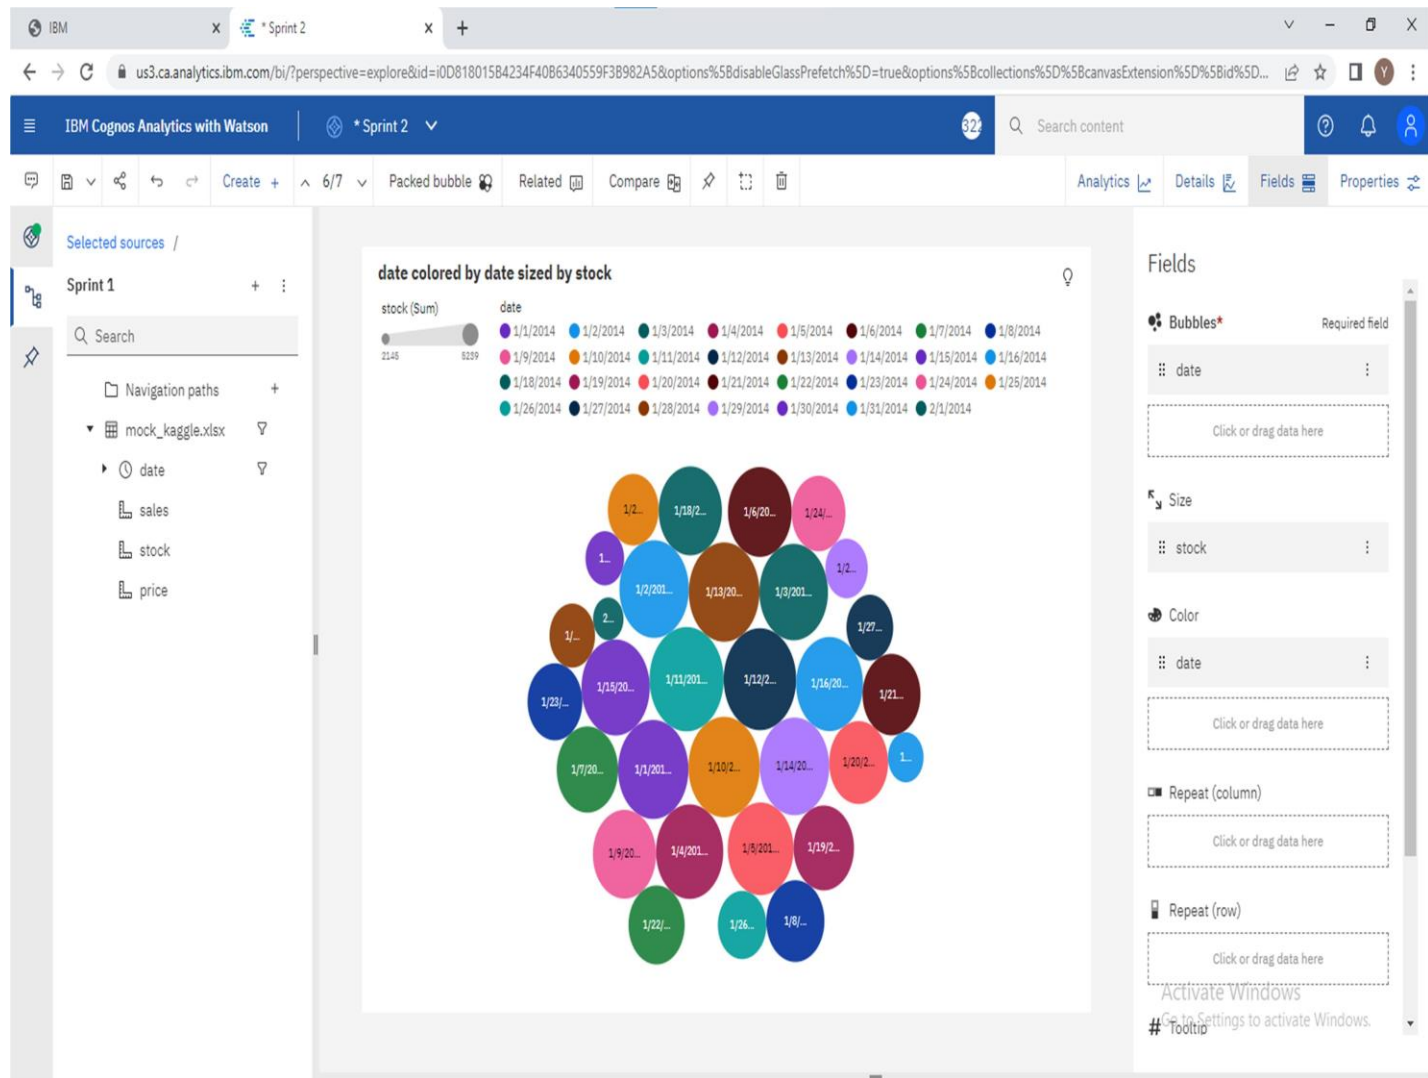 IBM
* Sprint 2
us3.ca.analytics.ibm.com/bi/?perspective=explore&id=i0D818015B4234F40B6340559F3B982A5&options%5BdisableGlassPrefetch%5D=true&options%5Bcollections%5D%5BcanvasExtension%5D%5Bid%5D...
Y
IBM Cognos Analytics with Watson
* Sprint 2
322
Search content
Create +
6/7
Packed bubble
Related
Compare
Analytics
Details
Fields
Properties
Selected sources /
Sprint 1
Search
Navigation paths
mock_kaggle.xlsx
date
sales
stock
price
date colored by date sized by stock
stock (Sum)
2145 5239
date
1/1/2014 1/2/2014 1/3/2014 1/4/2014 1/5/2014 1/6/2014 1/7/2014 1/8/2014
1/9/2014 1/10/2014 1/11/2014 1/12/2014 1/13/2014 1/14/2014 1/15/2014 1/16/2014
1/18/2014 1/19/2014 1/20/2014 1/21/2014 1/22/2014 1/23/2014 1/24/2014 1/25/2014
1/26/2014 1/27/2014 1/28/2014 1/29/2014 1/30/2014 1/31/2014 2/1/2014
1/2... 1/18/2... 1/6/20... 1/24/...
1... 1/2...
1/2/201... 1/13/20... 1/3/201...
2... 1/27...
1/...
1/15/20... 1/11/201... 1/12/2... 1/16/20...
1/23/... 1/21...
1/7/20... 1/1/201... 1/10/2... 1/14/20... 1/20/2... 1...
1/9/20... 1/4/201... 1/5/201... 1/19/2...
1/22/... 1/26... 1/8/...
Fields
Bubbles* Required field
date
Click or drag data here
Size
stock
Color
date
Click or drag data here
Repeat (column)
Click or drag data here
Repeat (row)
Click or drag data here
Activate Windows
Go to Settings to activate Windows.
# Tooltip